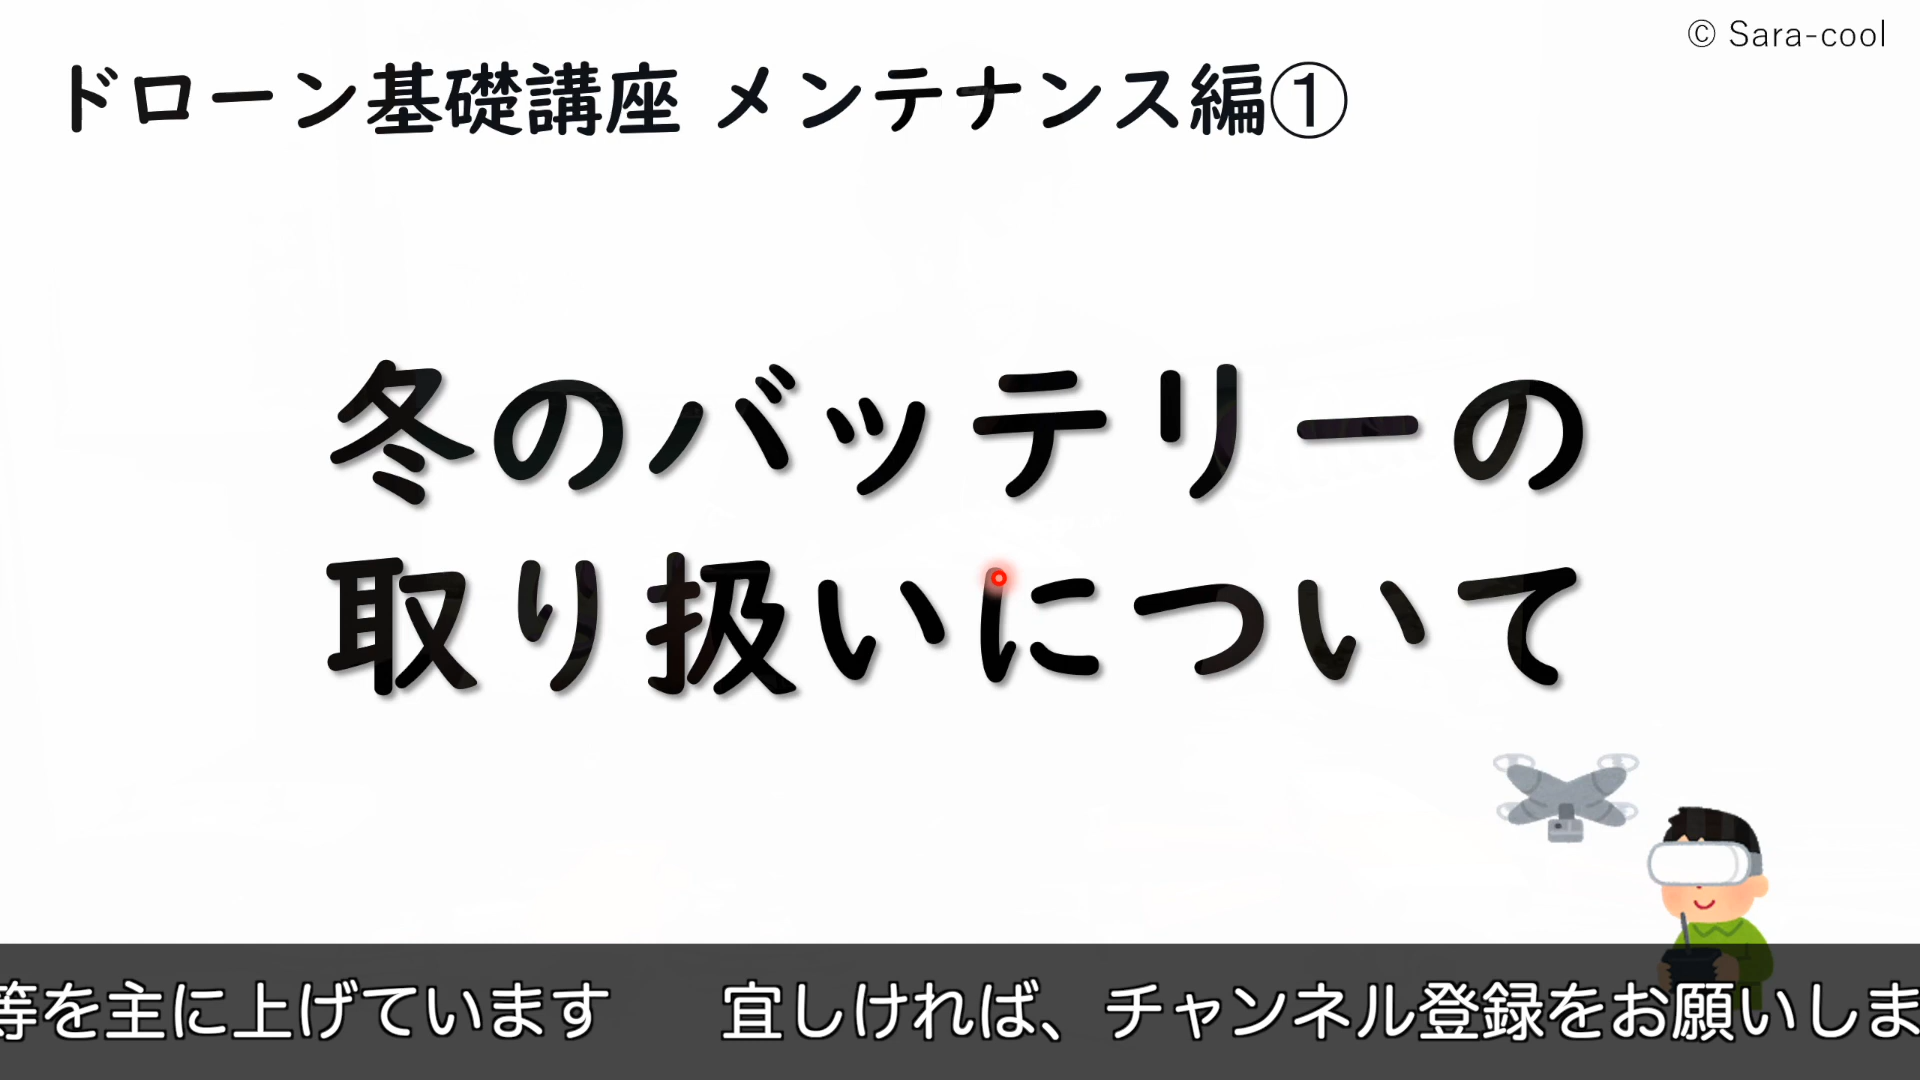 © Sara-cool
ドローン基礎講座 メンテナンス編①
冬のバッテリーの
取り扱いについて
等を主に上げています　宜しければ、チャンネル登録をお願いしま